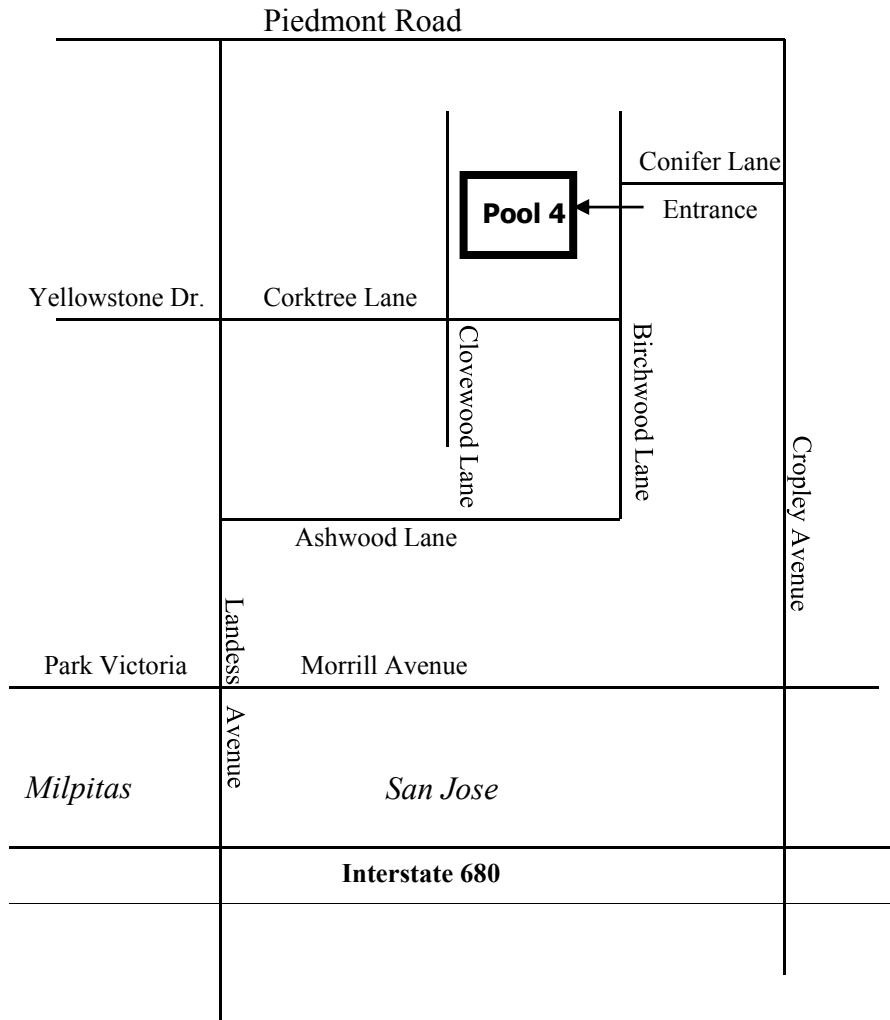 Piedmont Road
Conifer Lane
Pool 4
Entrance
Yellowstone Dr.
Corktree Lane
Clovewood Lane
Birchwood Lane
Cropley Avenue
Ashwood Lane
Landess Avenue
Park Victoria
Morrill Avenue
Milpitas
San Jose
Interstate 680